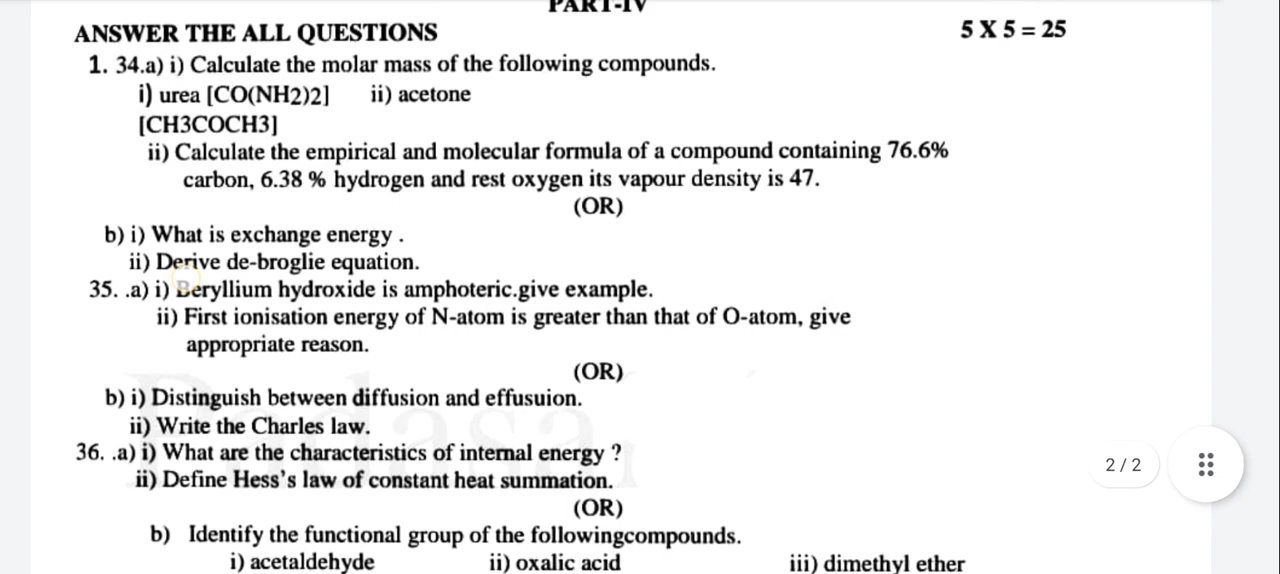 PART-IV
ANSWER THE ALL QUESTIONS 5 X 5 = 25
1. 34.a) i) Calculate the molar mass of the following compounds.
i) urea [CO(NH2)2] ii) acetone
[CH3COCH3]
ii) Calculate the empirical and molecular formula of a compound containing 76.6%
carbon, 6.38 % hydrogen and rest oxygen its vapour density is 47.
(OR)
b) i) What is exchange energy .
ii) Derive de-broglie equation.
35. .a) i) Beryllium hydroxide is amphoteric.give example.
ii) First ionisation energy of N-atom is greater than that of O-atom, give
appropriate reason.
(OR)
b) i) Distinguish between diffusion and effusuion.
ii) Write the Charles law.
36. .a) i) What are the characteristics of internal energy ?
ii) Define Hess's law of constant heat summation.
2 / 2
(OR)
b) Identify the functional group of the followingcompounds.
i) acetaldehyde ii) oxalic acid iii) dimethyl ether